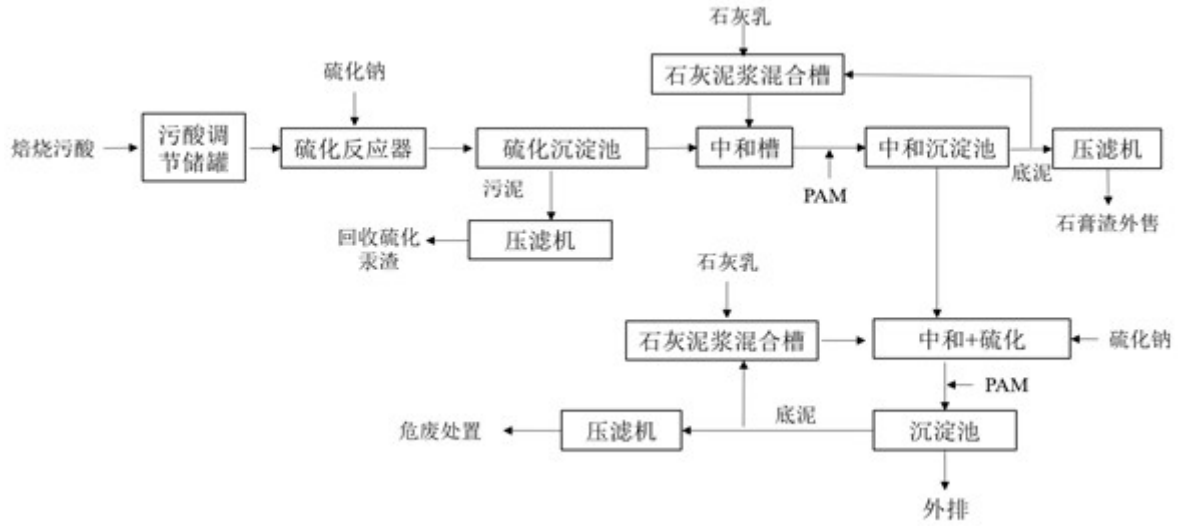 石灰乳
硫化钠
石灰泥浆混合槽
焙烧污酸
污酸调
节储罐
硫化反应器
硫化沉淀池
中和槽
中和沉淀池
压滤机
污泥
PAM
底泥
回收硫化
汞渣
压滤机
石膏渣外售
石灰乳
石灰泥浆混合槽
中和+硫化
硫化钠
PAM
危废处置
压滤机
底泥
沉淀池
外排